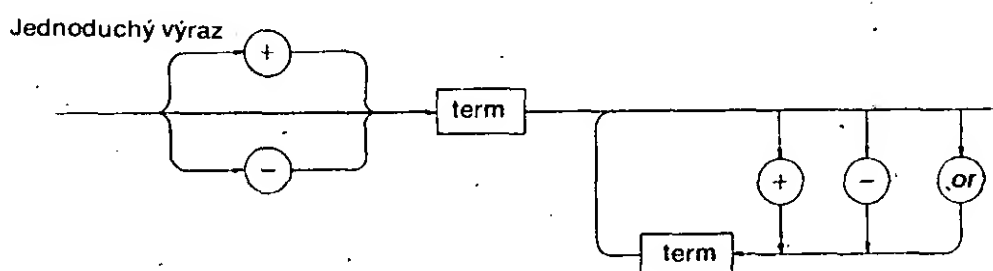 Jednoduchý výraz
+
term
−
+ − or
term